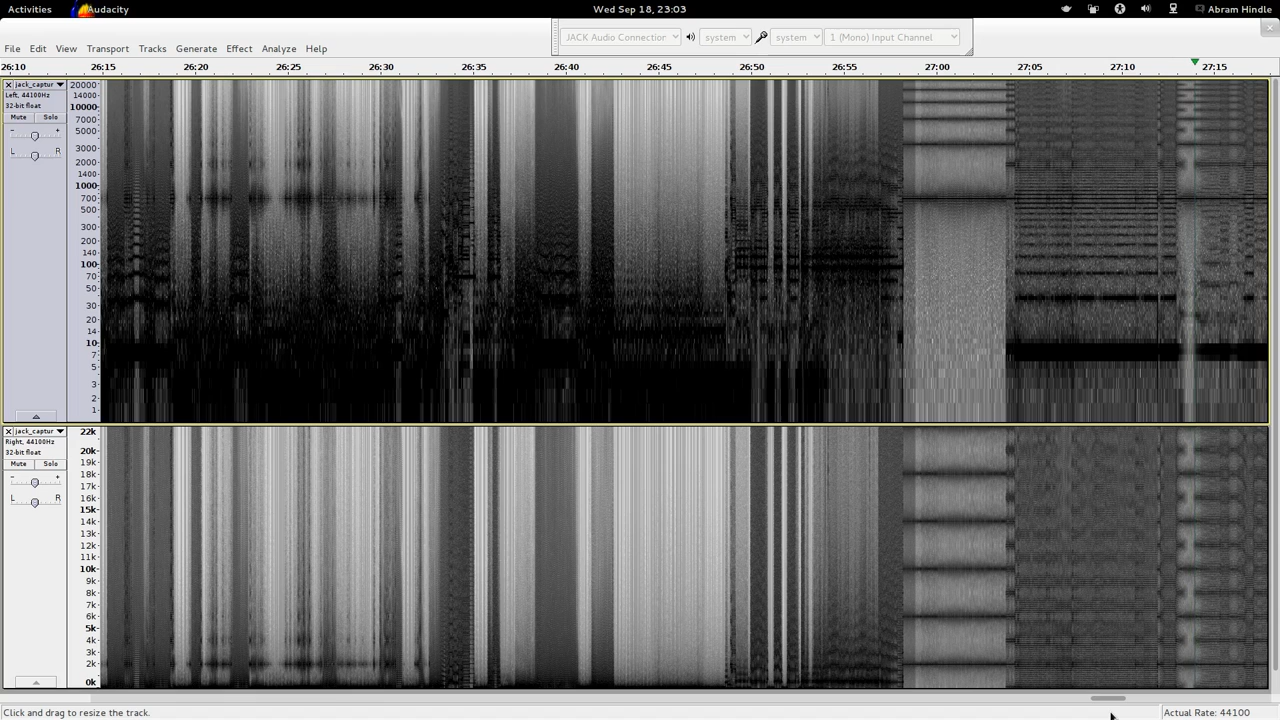 Activities Audacity Wed Sep 18, 23:03 Abram Hindle
JACK Audio Connection system system 1 (Mono) Input Channel
File Edit View Transport Tracks Generate Effect Analyze Help
26:10 26:15 26:20 26:25 26:30 26:35 26:40 26:45 26:50 26:55 27:00 27:05 27:10 27:15
jack_captur
Left, 44100Hz
32-bit float
Mute Solo
- +
L R
20000
14000
10000
7000
5000
3000
2000
1400
1000
700
500
300
200
140
100
70
50
30
20
14
10
7
5
3
2
1
jack_captur
Right, 44100Hz
32-bit float
Mute Solo
- +
L R
22k
20k
19k
18k
17k
16k
15k
14k
13k
12k
11k
10k
9k
8k
7k
6k
5k
4k
3k
2k
0k
Click and drag to resize the track. Actual Rate: 44100